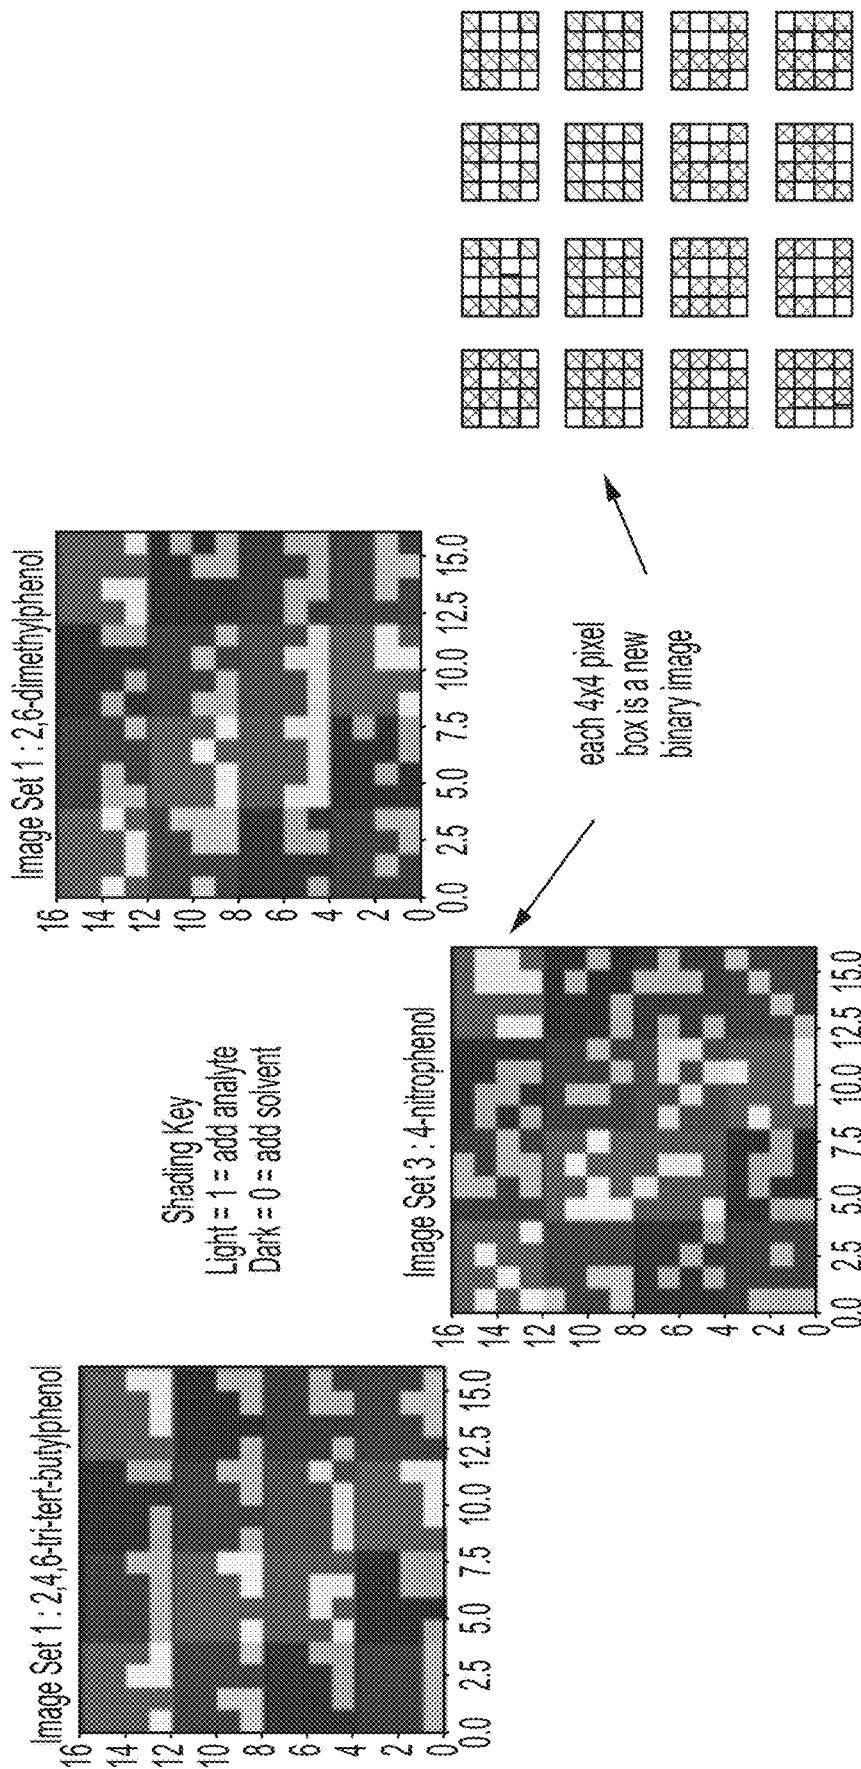 Image Set 1 : 2,4,6-tri-tert-butylphenol
16
14
12
10
8
6
4
2
0
0.0 2.5 5.0 7.5 10.0 12.5 15.0
Shading Key
Light = 1 = add analyte
Dark = 0 = add solvent
Image Set 3 : 4-nitrophenol
16
14
12
10
8
6
4
2
0
0.0 2.5 5.0 7.5 10.0 12.5 15.0
Image Set 1 : 2,6-dimethylphenol
16
14
12
10
8
6
4
2
0
0.0 2.5 5.0 7.5 10.0 12.5 15.0
each 4x4 pixel
box is a new
binary image